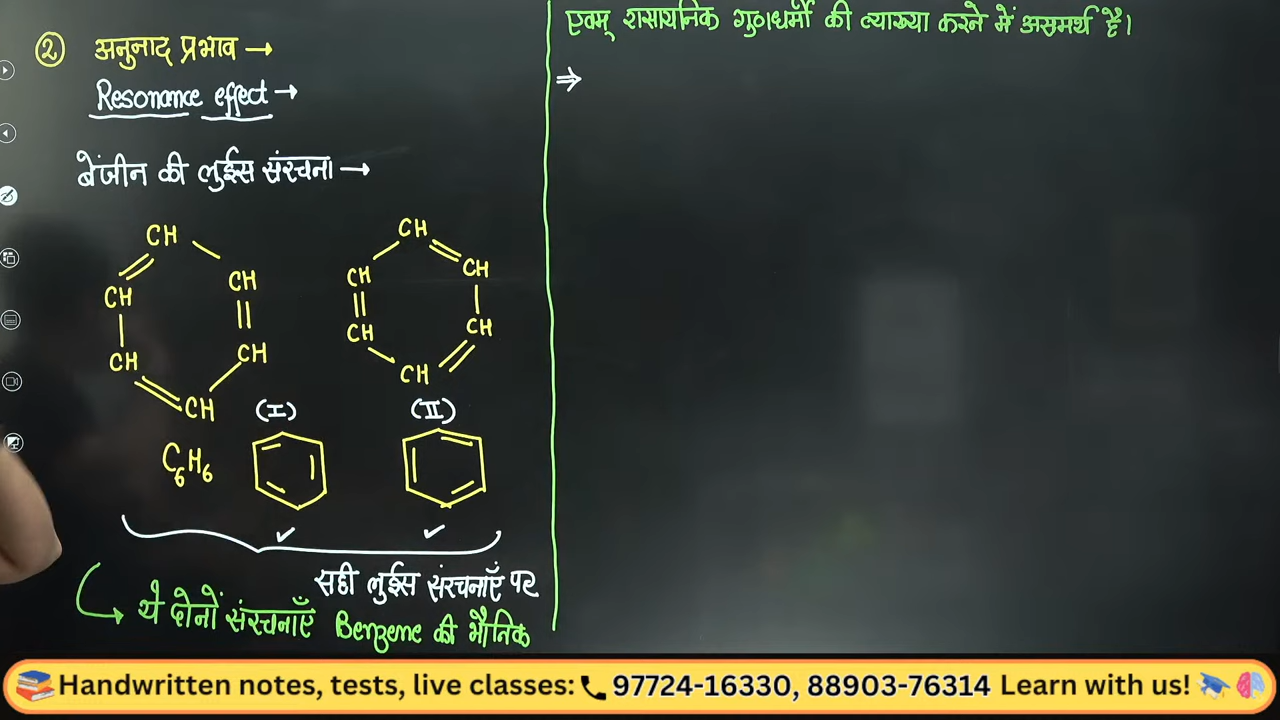 ② अनुनाद प्रभाव →
Resonance effect →
बेंजीन की लुईस संरचना →
CH
CH
CH
CH
CH
CH
CH
CH
CH
CH
CH
CH
(I)
(II)
C6H6
✓ ✓
सही लुईस संरचनाएँ पर
ये दोनों संरचनाएँ Benzene की भौतिक
एवम् रासायनिक गुणधर्मों की व्याख्या करने में असमर्थ है।
⇒
📚Handwritten notes, tests, live classes:📞97724-16330, 88903-76314 Learn with us!🎓🧠